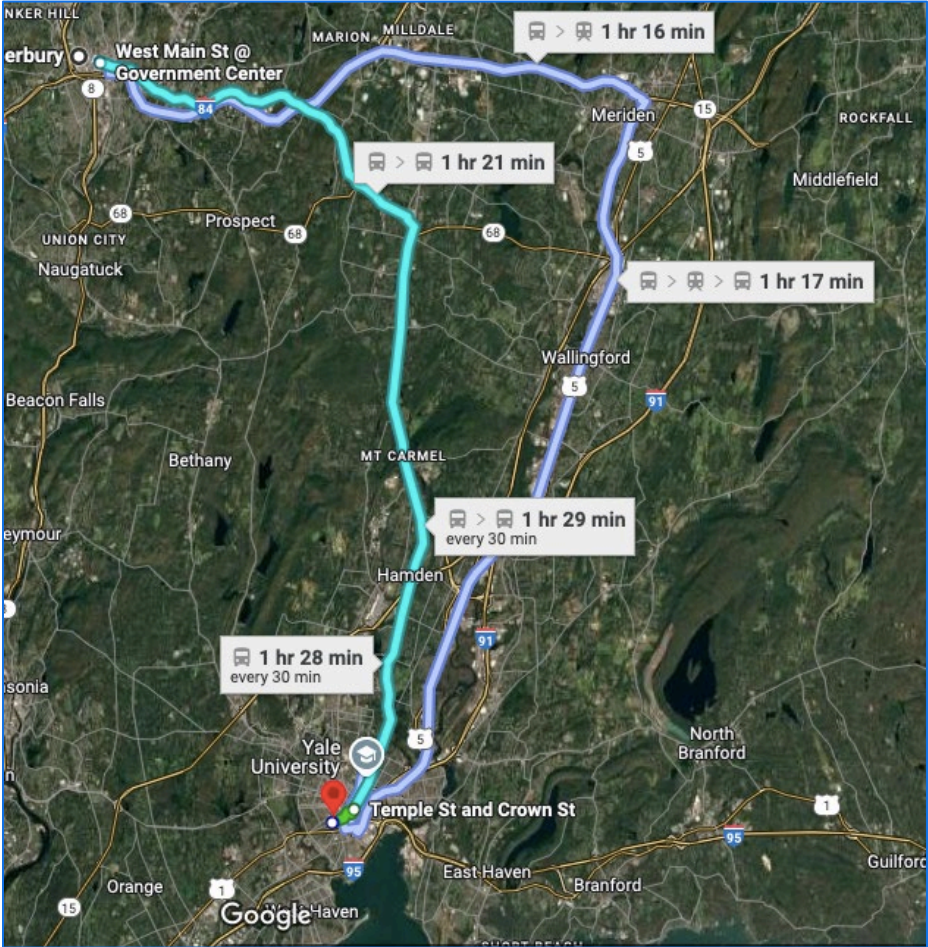 NKER HILL
MARION
MILLDALE
1 hr 16 min
erbury
West Main St @
Government Center
8
84
Meriden
15
ROCKFALL
5
1 hr 21 min
Middlefield
68
Prospect
68
68
UNION CITY
Naugatuck
1 hr 17 min
Wallingford
5
91
Beacon Falls
MT CARMEL
Bethany
1 hr 29 min
every 30 min
eymour
Hamden
91
1 hr 28 min
every 30 min
sonia
North
Branford
5
Yale
University
n
Temple St and Crown St
1
95
Guilford
95
East Haven
Branford
Orange
1
15
Google
Haven
SHORT BEACH